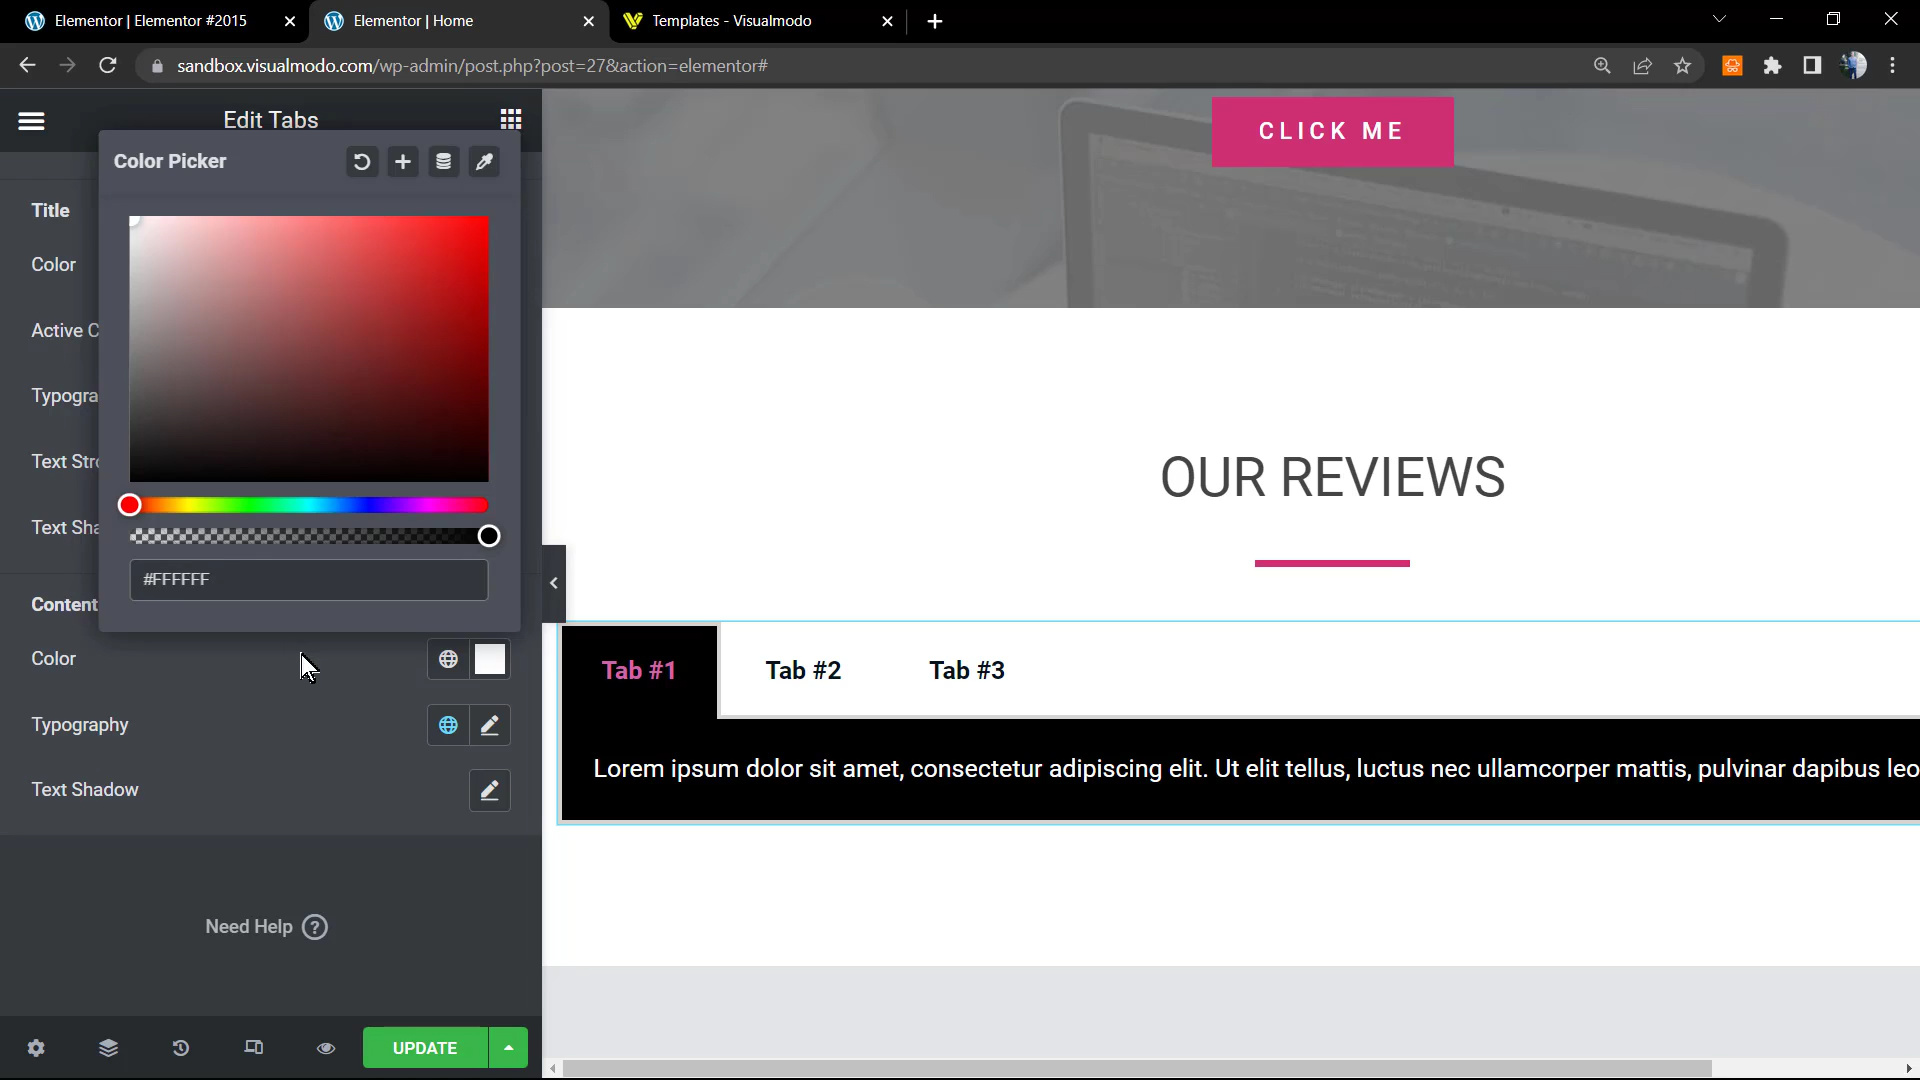 Elementor | Elementor #2015
Elementor | Home
Templates - Visualmodo
sandbox.visualmodo.com/wp-admin/post.php?post=27&action=elementor#
Edit Tabs
Color Picker
Title
Color
Active C
Typogra
Text Stro
Text Sha
#FFFFFF
Content
Color
Typography
Text Shadow
Need Help ?
UPDATE
CLICK ME
OUR REVIEWS
Tab #1
Tab #2
Tab #3
Lorem ipsum dolor sit amet, consectetur adipiscing elit. Ut elit tellus, luctus nec ullamcorper mattis, pulvinar dapibus leo